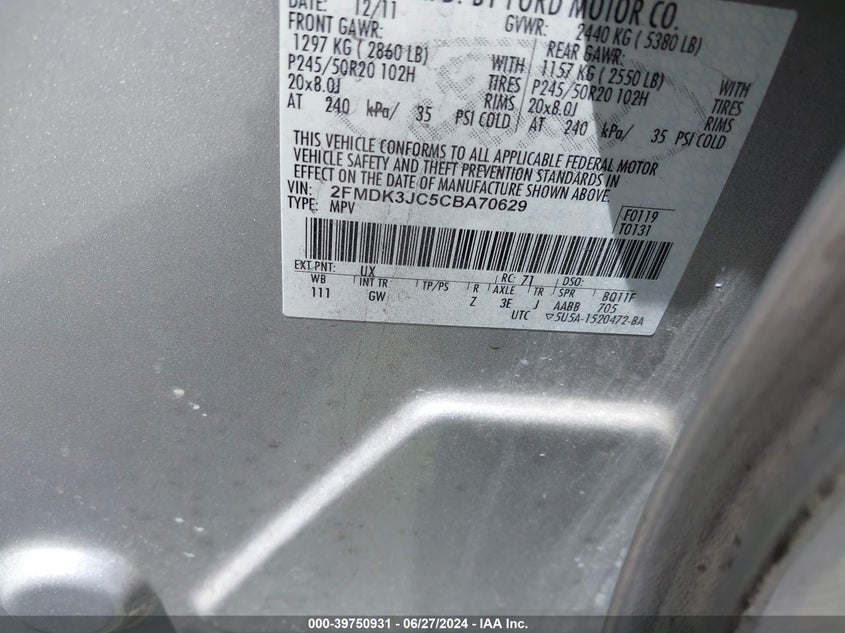 DATE: 12/11
BY FORD MOTOR CO.
FRONT GAWR:
GVWR: 2440 KG ( 5380 LB)
1297 KG ( 2860 LB)
REAR GAWR:
1157 KG ( 2550 LB)
P245/50R20 102H WITH TIRES
P245/50R20 102H WITH TIRES
20x8.0J RIMS
20x8.0J RIMS
AT 240 kPa/ 35 PSI COLD
AT 240 kPa/ 35 PSI COLD
THIS VEHICLE CONFORMS TO ALL APPLICABLE FEDERAL MOTOR
VEHICLE SAFETY AND THEFT PREVENTION STANDARDS IN
EFFECT ON THE DATE OF MANUFACTURE SHOWN ABOVE.
VIN: 2FMDK3JC5CBA70629
TYPE: MPV
F0119
T0131
EXT PNT: UX RC: 71 DSO:
WB INT TR TP/PS R AXLE TR SPR BQ11F
111 GW Z 3E J AABB 705
UTC ▽5U5A-1520472-BA
000-39750931 - 06/27/2024 - IAA Inc.